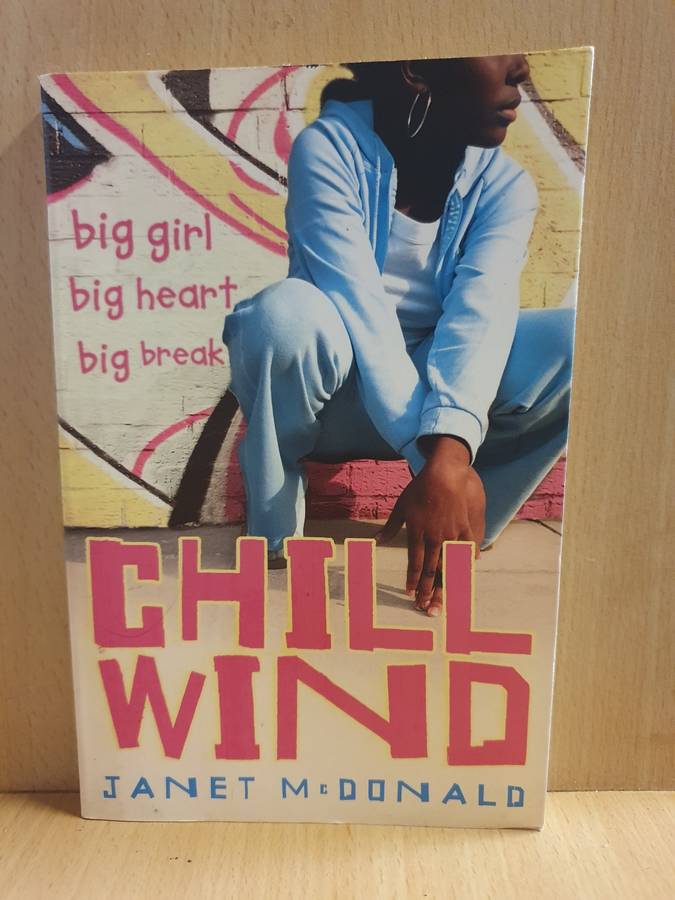 big girl
big heart
big break
CHILL
WIND
JANET McDONALD